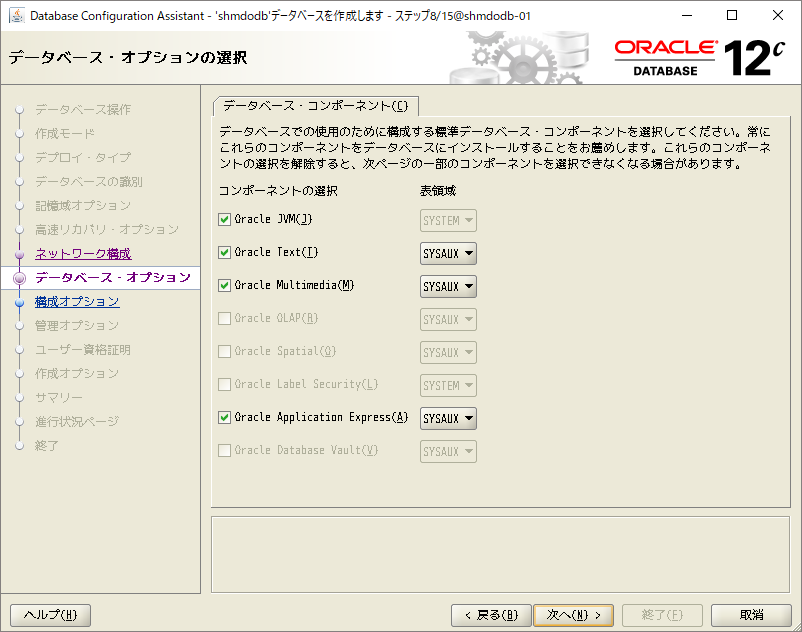 Database Configuration Assistant - 'shmdodb'データベースを作成します - ステップ8/15@shmdodb-01
データベース・オプションの選択
ORACLE
DATABASE
12c
データベース操作
作成モード
デプロイ・タイプ
データベースの識別
記憶域オプション
高速リカバリ・オプション
ネットワーク構成
データベース・オプション
構成オプション
管理オプション
ユーザー資格証明
作成オプション
サマリー
進行状況ページ
終了
データベース・コンポーネント(C)
データベースでの使用のために構成する標準データベース・コンポーネントを選択してください。常に
これらのコンポーネントをデータベースにインストールすることをお薦めします。これらのコンポーネ
ントの選択を解除すると、次ページの一部のコンポーネントを選択できなくなる場合があります。
コンポーネントの選択 表領域
Oracle JVM(J) SYSTEM
Oracle Text(T) SYSAUX
Oracle Multimedia(M) SYSAUX
Oracle OLAP(R) SYSAUX
Oracle Spatial(O) SYSAUX
Oracle Label Security(L) SYSTEM
Oracle Application Express(A) SYSAUX
Oracle Database Vault(V) SYSAUX
ヘルプ(H)
< 戻る(B)
次へ(N) >
終了(F)
取消